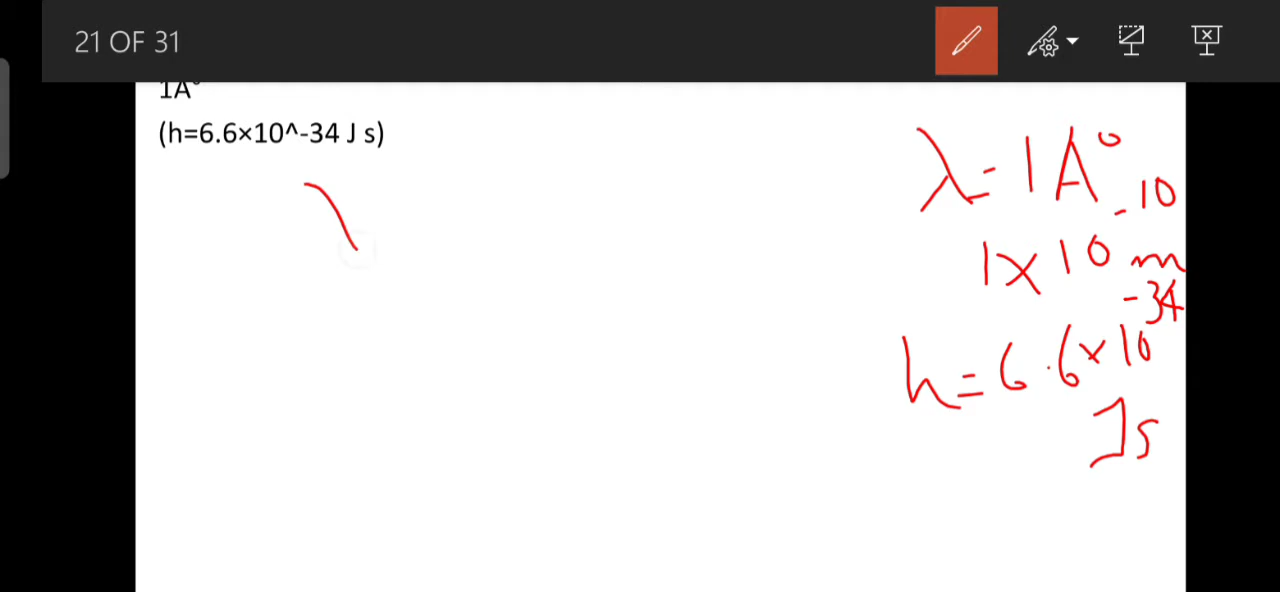 21 OF 31
1A°
(h=6.6×10^-34 J s)
λ=1A°
1×10^-10 m
h=6.6×10^-34
Js